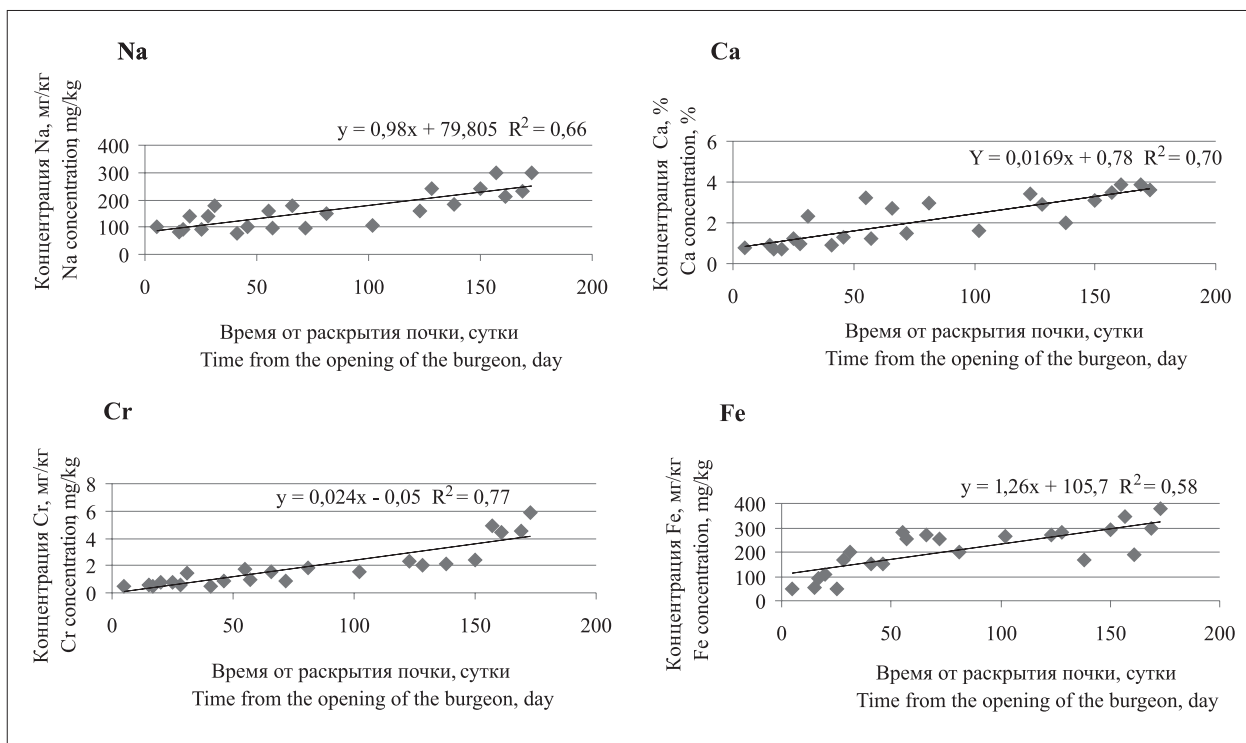 Na
Концентрация Na, мг/кг
Na concentration mg/kg
y = 0,98x + 79,805 R² = 0,66
400
300
200
100
0
0 50 100 150 200
Время от раскрытия почки, сутки
Time from the opening of the burgeon, day
Ca
Концентрация Ca, %
Ca concentration, %
Y = 0,0169x + 0,78 R² = 0,70
6
4
2
0
0 50 100 150 200
Время от раскрытия почки, сутки
Time from the opening of the burgeon, day
Cr
Концентрация Cr, мг/кг
Cr concentration mg/kg
y = 0,024x - 0,05 R² = 0,77
8
6
4
2
0
0 50 100 150 200
Время от раскрытия почки, сутки
Time from the opening of the burgeon, day
Fe
Концентрация Fe, мг/кг
Fe concentration, mg/kg
y = 1,26x + 105,7 R² = 0,58
400
300
200
100
0
0 50 100 150 200
Время от раскрытия почки, сутки
Time from the opening of the burgeon, day